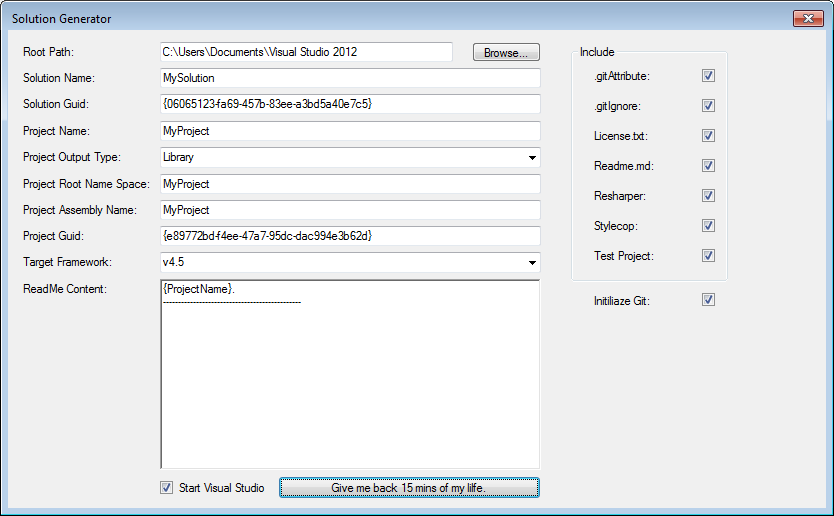 Solution Generator
Root Path: C:\Users\Documents\Visual Studio 2012 Browse...
Solution Name: MySolution
Solution Guid: {06065123-fa69-457b-83ee-a3bd5a40e7c5}
Project Name: MyProject
Project Output Type: Library
Project Root Name Space: MyProject
Project Assembly Name: MyProject
Project Guid: {e89772bd-f4ee-47a7-95dc-dac994e3b62d}
Target Framework: v4.5
ReadMe Content: {ProjectName}.
-----------------------------------------------
Start Visual Studio Give me back 15 mins of my lilfe.
Include
.gitAttribute:
.gitIgnore:
License.txt:
Readme.md:
Resharper:
Stylecop:
Test Project:
Initiliaze Git: